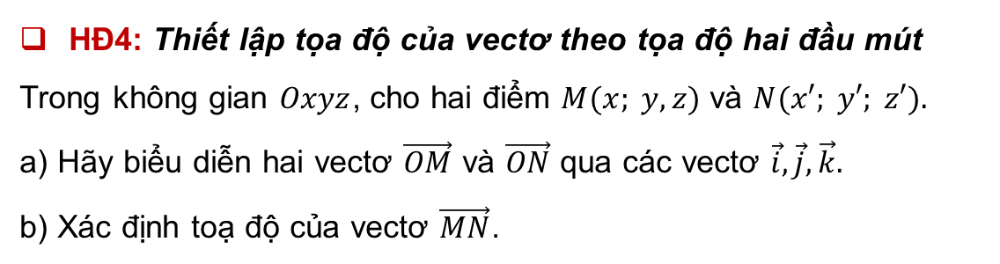 ❑ HĐ4: Thiết lập tọa độ của vectơ theo tọa độ hai đầu mút
Trong không gian Oxyz, cho hai điểm M(x; y,z) và N(x′; y′; z′).
a) Hãy biểu diễn hai vectơ $\overrightarrow{OM}$ và $\overrightarrow{ON}$ qua các vectơ $\vec{i}, \vec{j}, \vec{k}$.
b) Xác định toạ độ của vectơ $\overrightarrow{MN}$.